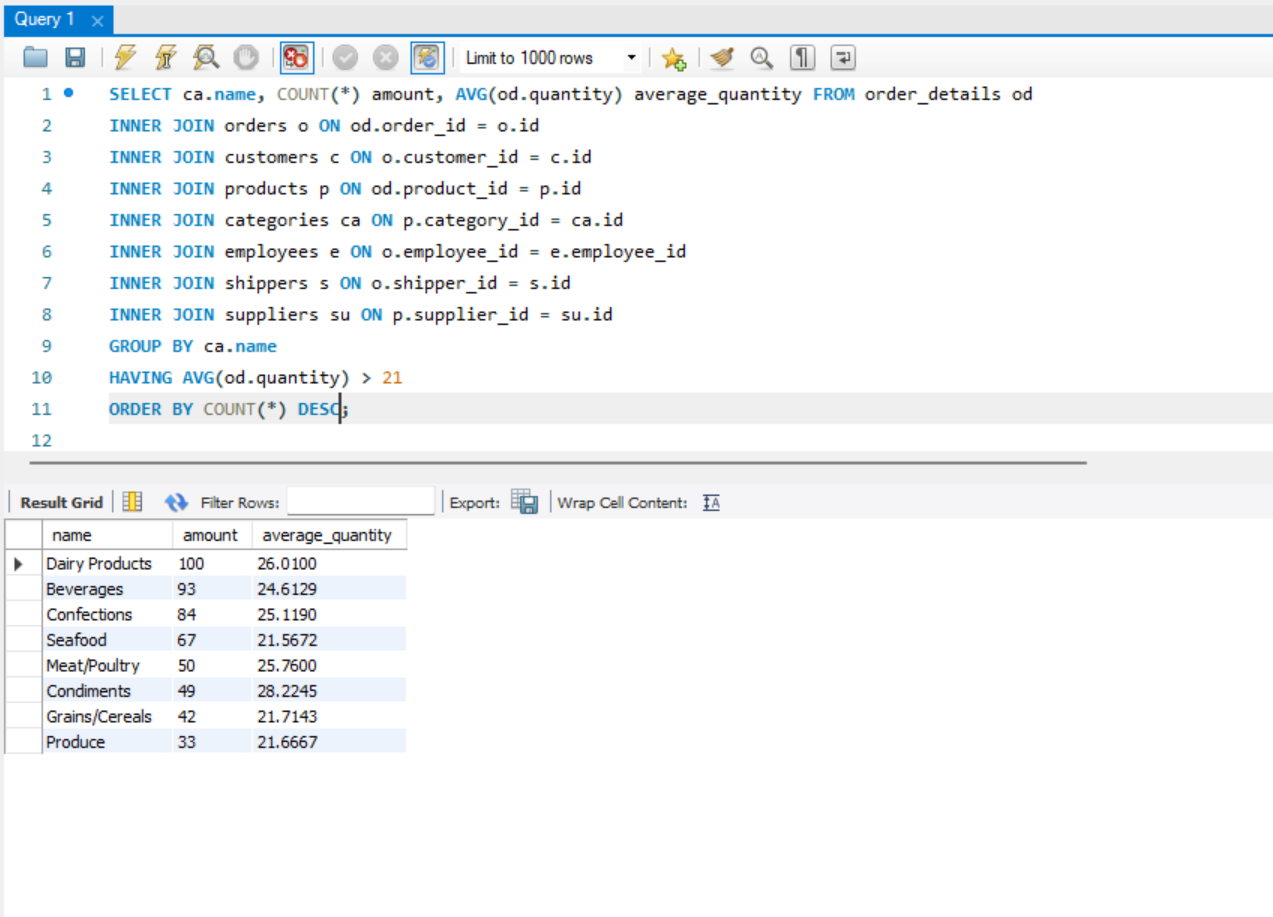 Query 1
Limit to 1000 rows
1 SELECT ca.name, COUNT(*) amount, AVG(od.quantity) average_quantity FROM order_details od
2 INNER JOIN orders o ON od.order_id = o.id
3 INNER JOIN customers c ON o.customer_id = c.id
4 INNER JOIN products p ON od.product_id = p.id
5 INNER JOIN categories ca ON p.category_id = ca.id
6 INNER JOIN employees e ON o.employee_id = e.employee_id
7 INNER JOIN shippers s ON o.shipper_id = s.id
8 INNER JOIN suppliers su ON p.supplier_id = su.id
9 GROUP BY ca.name
10 HAVING AVG(od.quantity) > 21
11 ORDER BY COUNT(*) DESC;
12
Result Grid Filter Rows: Export: Wrap Cell Content:
name amount average_quantity
Dairy Products 100 26.0100
Beverages 93 24.6129
Confections 84 25.1190
Seafood 67 21.5672
Meat/Poultry 50 25.7600
Condiments 49 28.2245
Grains/Cereals 42 21.7143
Produce 33 21.6667